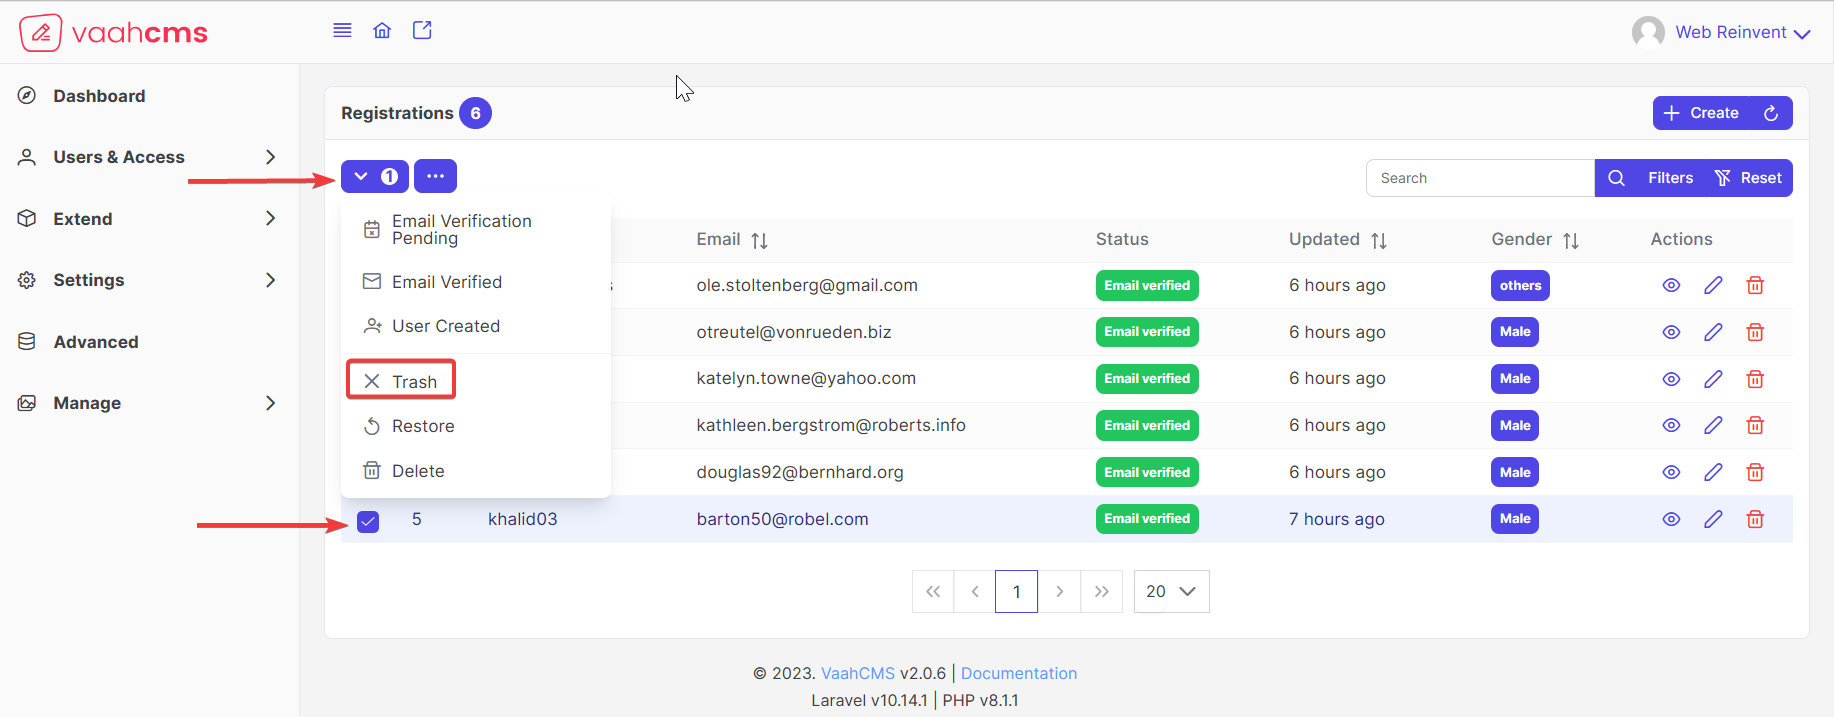 vaahcms
Web Reinvent
Dashboard
Users & Access
Extend
Settings
Advanced
Manage
Registrations 6
Create
1
Search
Filters
Reset
Email Verification
Pending
Email Verified
User Created
Trash
Restore
Delete
Email Status Updated Gender Actions
s ole.stoltenberg@gmail.com Email verified 6 hours ago others
otreutel@vonrueden.biz Email verified 6 hours ago Male
katelyn.towne@yahoo.com Email verified 6 hours ago Male
kathleen.bergstrom@roberts.info Email verified 6 hours ago Male
douglas92@bernhard.org Email verified 6 hours ago Male
5 khalid03 barton50@robel.com Email verified 7 hours ago Male
1
20
© 2023. VaahCMS v2.0.6 | Documentation
Laravel v10.14.1 | PHP v8.1.1